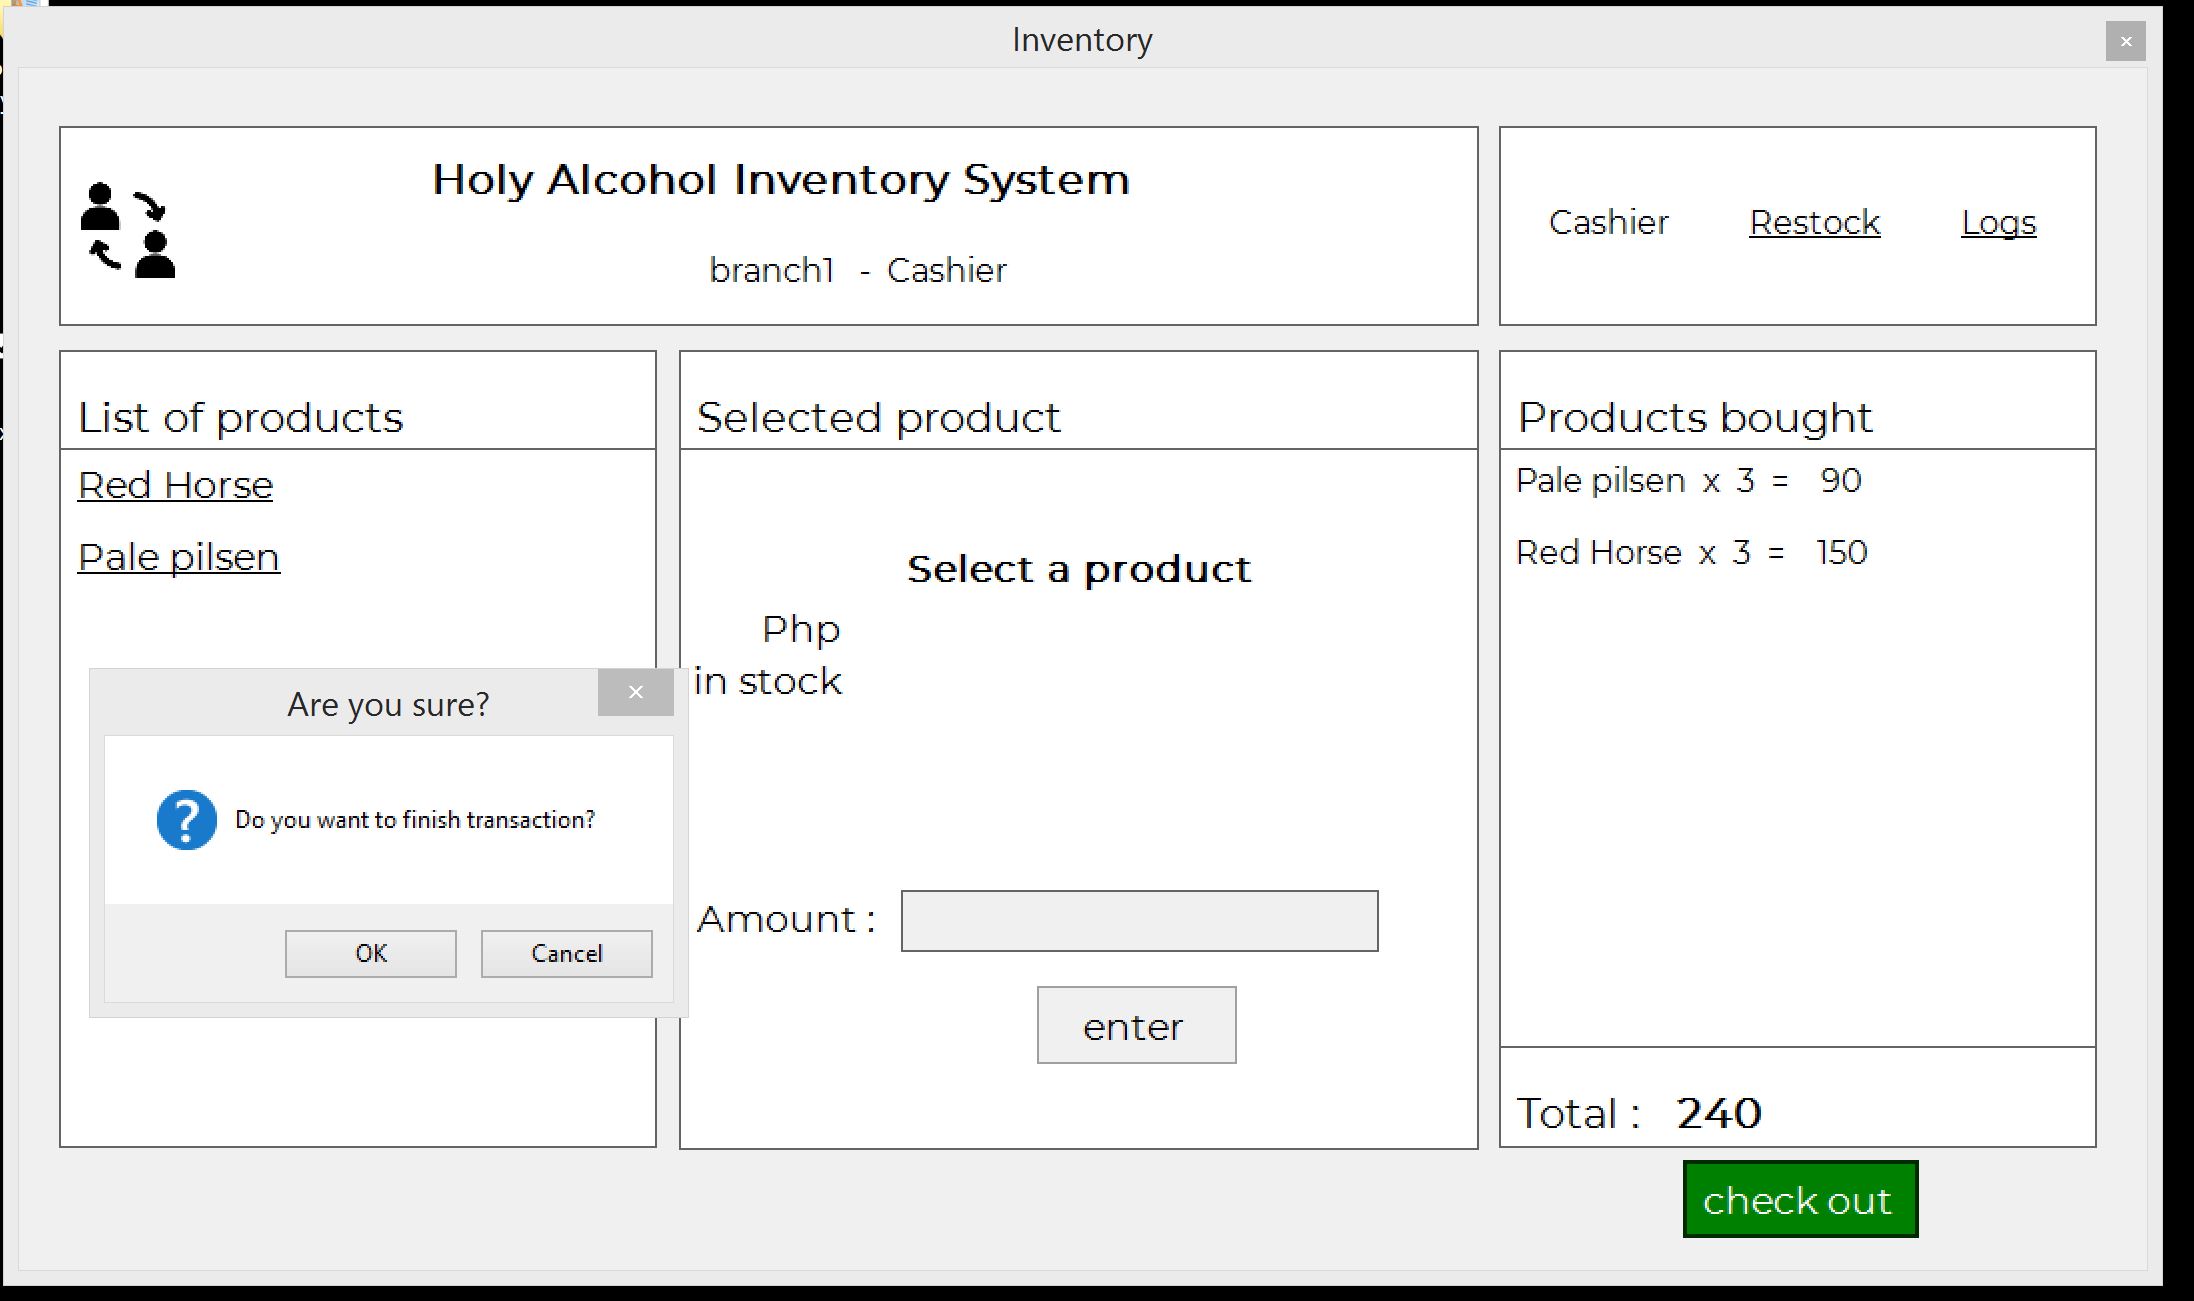 Inventory
Holy Alcohol Inventory System
branch1 - Cashier
Cashier Restock Logs
List of products
Red Horse
Pale pilsen
Selected product
Select a product
Php
in stock
Amount :
enter
Products bought
Pale pilsen x 3 = 90
Red Horse x 3 = 150
Total : 240
check out
Are you sure?
Do you want to finish transaction?
OK Cancel